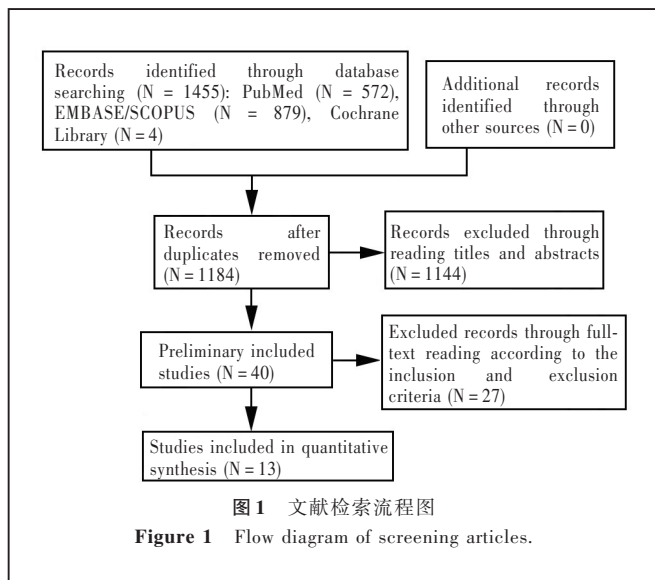 Records identified through database
searching (N = 1455): PubMed (N = 572),
EMBASE/SCOPUS (N = 879), Cochrane
Library (N = 4)
Additional records
identified through
other sources (N = 0)
Records after
duplicates removed
(N = 1184)
Records excluded through
reading titles and abstracts
(N = 1144)
Preliminary included
studies (N = 40)
Excluded records through full-
text reading according to the
inclusion and exclusion
criteria (N = 27)
Studies included in quantitative
synthesis (N = 13)
图1 文献检索流程图
Figure 1 Flow diagram of screening articles.